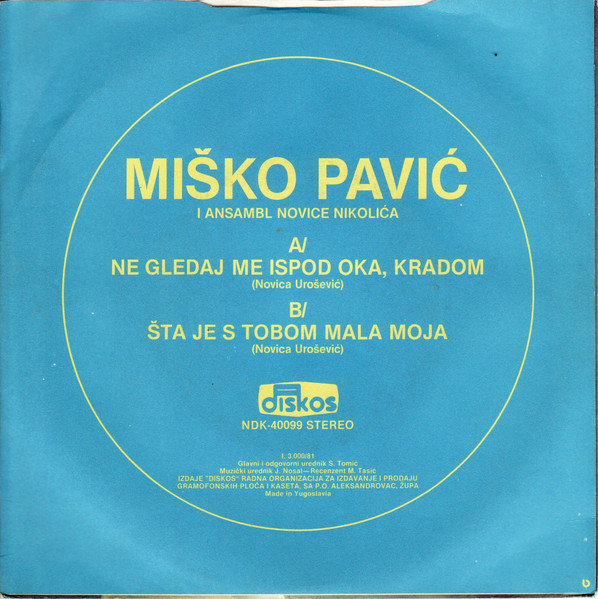 MIŠKO PAVIĆ
I ANSAMBL NOVICE NIKOLIĆA
A/
NE GLEDAJ ME ISPOD OKA, KRADOM
(Novica Urošević)
B/
ŠTA JE S TOBOM MALA MOJA
(Novica Urošević)
diskos
NDK-40099 STEREO
I. 3.000/81
Glavni i odgovorni urednik S. Tomić
Muzički urednik J. Nosal—Recenzent M. Tasić
IZDAJE "DISKOS" RADNA ORGANIZACIJA ZA IZDAVANJE I PRODAJU
GRAMOFONSKIH PLOČA I KASETA, SA P.O. ALEKSANDROVAC, ŽUPA
Made in Yugoslavia